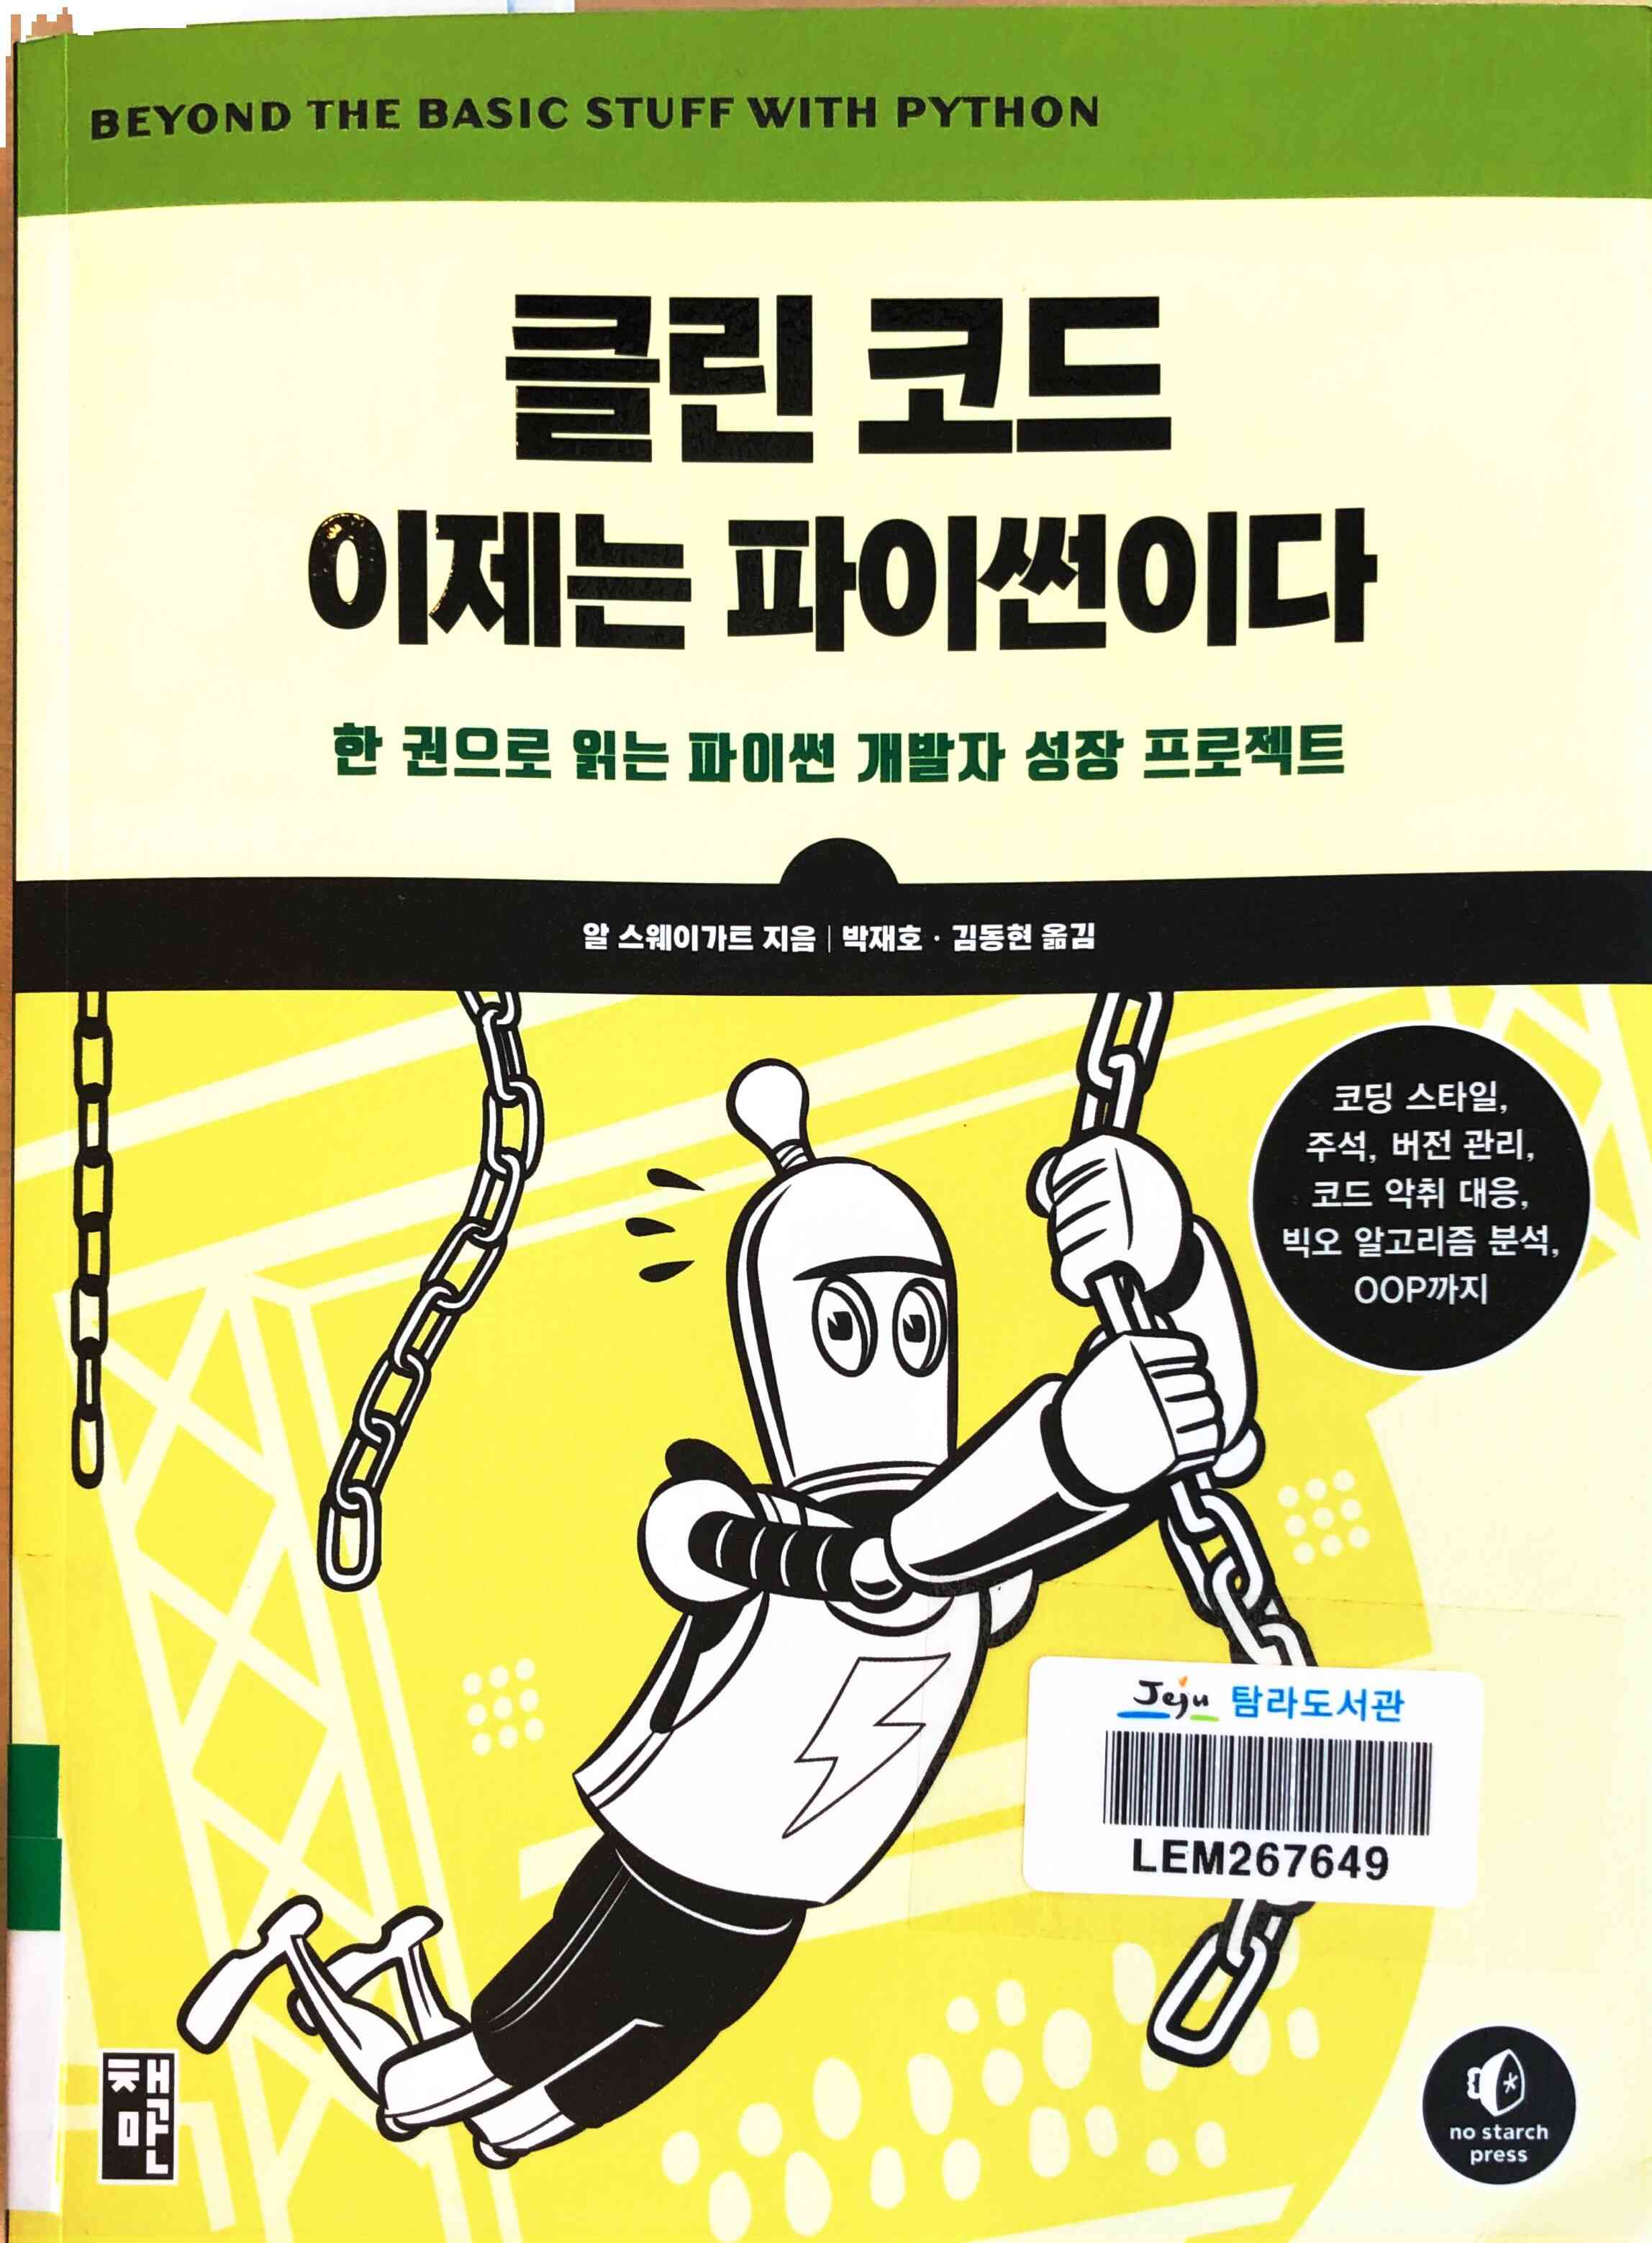 BEYOND THE BASIC STUFF WITH PYTHON
클린 코드
이제는 파이썬이다
한 권으로 읽는 파이썬 개발자 성장 프로젝트
알 스웨이가트 지음 | 박재호 · 김동현 옮김
코딩 스타일,
주석, 버전 관리,
코드 악취 대응,
빅오 알고리즘 분석,
OOP까지
Jeju 탐라도서관
LEM267649
책만
no starch
press